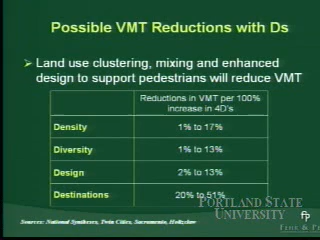 Possible VMT Reductions with Ds
Land use clustering, mixing and enhanced
design to support pedestrians will reduce VMT
Reductions in VMT per 100%
increase in 4D's
Density 1% to 17%
Diversity 1% to 13%
Design 2% to 13%
Destinations 20% to 51%
PORTLAND STATE
UNIVERSITY
Sources: National Syntheses, Twin Cities, Sacramento, Holtzclaw